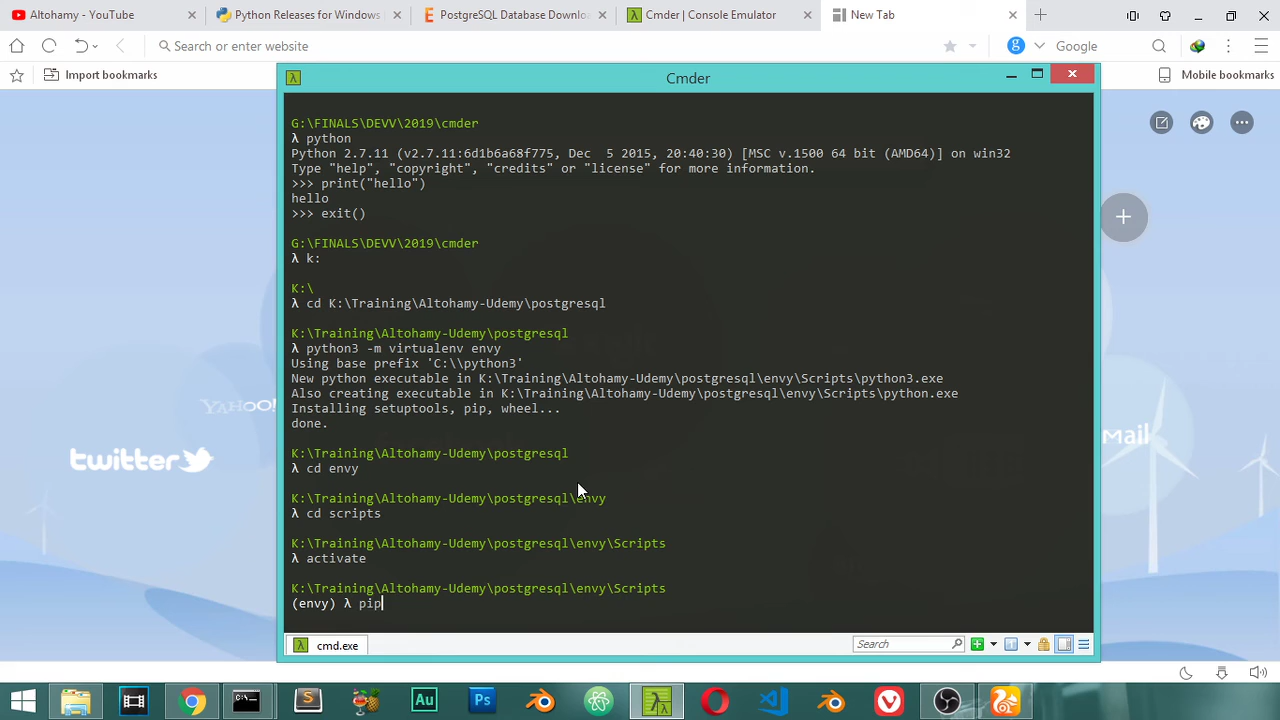 Altohamy - YouTube
Python Releases for Windows
PostgreSQL Database Downloa
Cmder | Console Emulator
New Tab
Search or enter website
Google
Import bookmarks
Mobile bookmarks
Cmder
G:\FINALS\DEVV\2019\cmder
λ python
Python 2.7.11 (v2.7.11:6d1b6a68f775, Dec  5 2015, 20:40:30) [MSC v.1500 64 bit (AMD64)] on win32
Type "help", "copyright", "credits" or "license" for more information.
>>> print("hello")
hello
>>> exit()
G:\FINALS\DEVV\2019\cmder
λ k:
K:\
λ cd K:\Training\Altohamy-Udemy\postgresql
K:\Training\Altohamy-Udemy\postgresql
λ python3 -m virtualenv envy
Using base prefix 'C:\\python3'
New python executable in K:\Training\Altohamy-Udemy\postgresql\envy\Scripts\python3.exe
Also creating executable in K:\Training\Altohamy-Udemy\postgresql\envy\Scripts\python.exe
Installing setuptools, pip, wheel...
done.
K:\Training\Altohamy-Udemy\postgresql
λ cd envy
K:\Training\Altohamy-Udemy\postgresql\envy
λ cd scripts
K:\Training\Altohamy-Udemy\postgresql\envy\Scripts
λ activate
K:\Training\Altohamy-Udemy\postgresql\envy\Scripts
(envy) λ pip
cmd.exe
Search
YAHOO!
twitter
Mail
Au
Ps